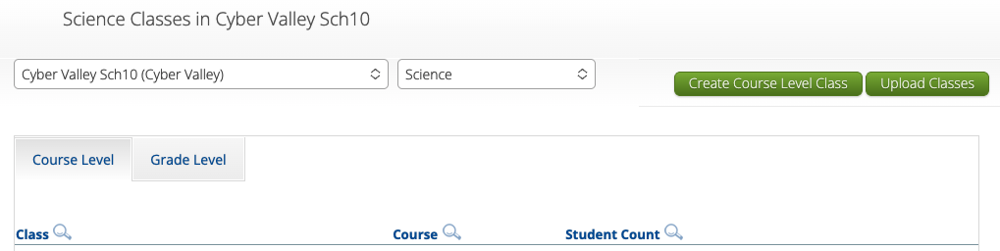 Science Classes in Cyber Valley Sch10
Cyber Valley Sch10 (Cyber Valley) Science
Create Course Level Class Upload Classes
Course Level Grade Level
Class Course Student Count